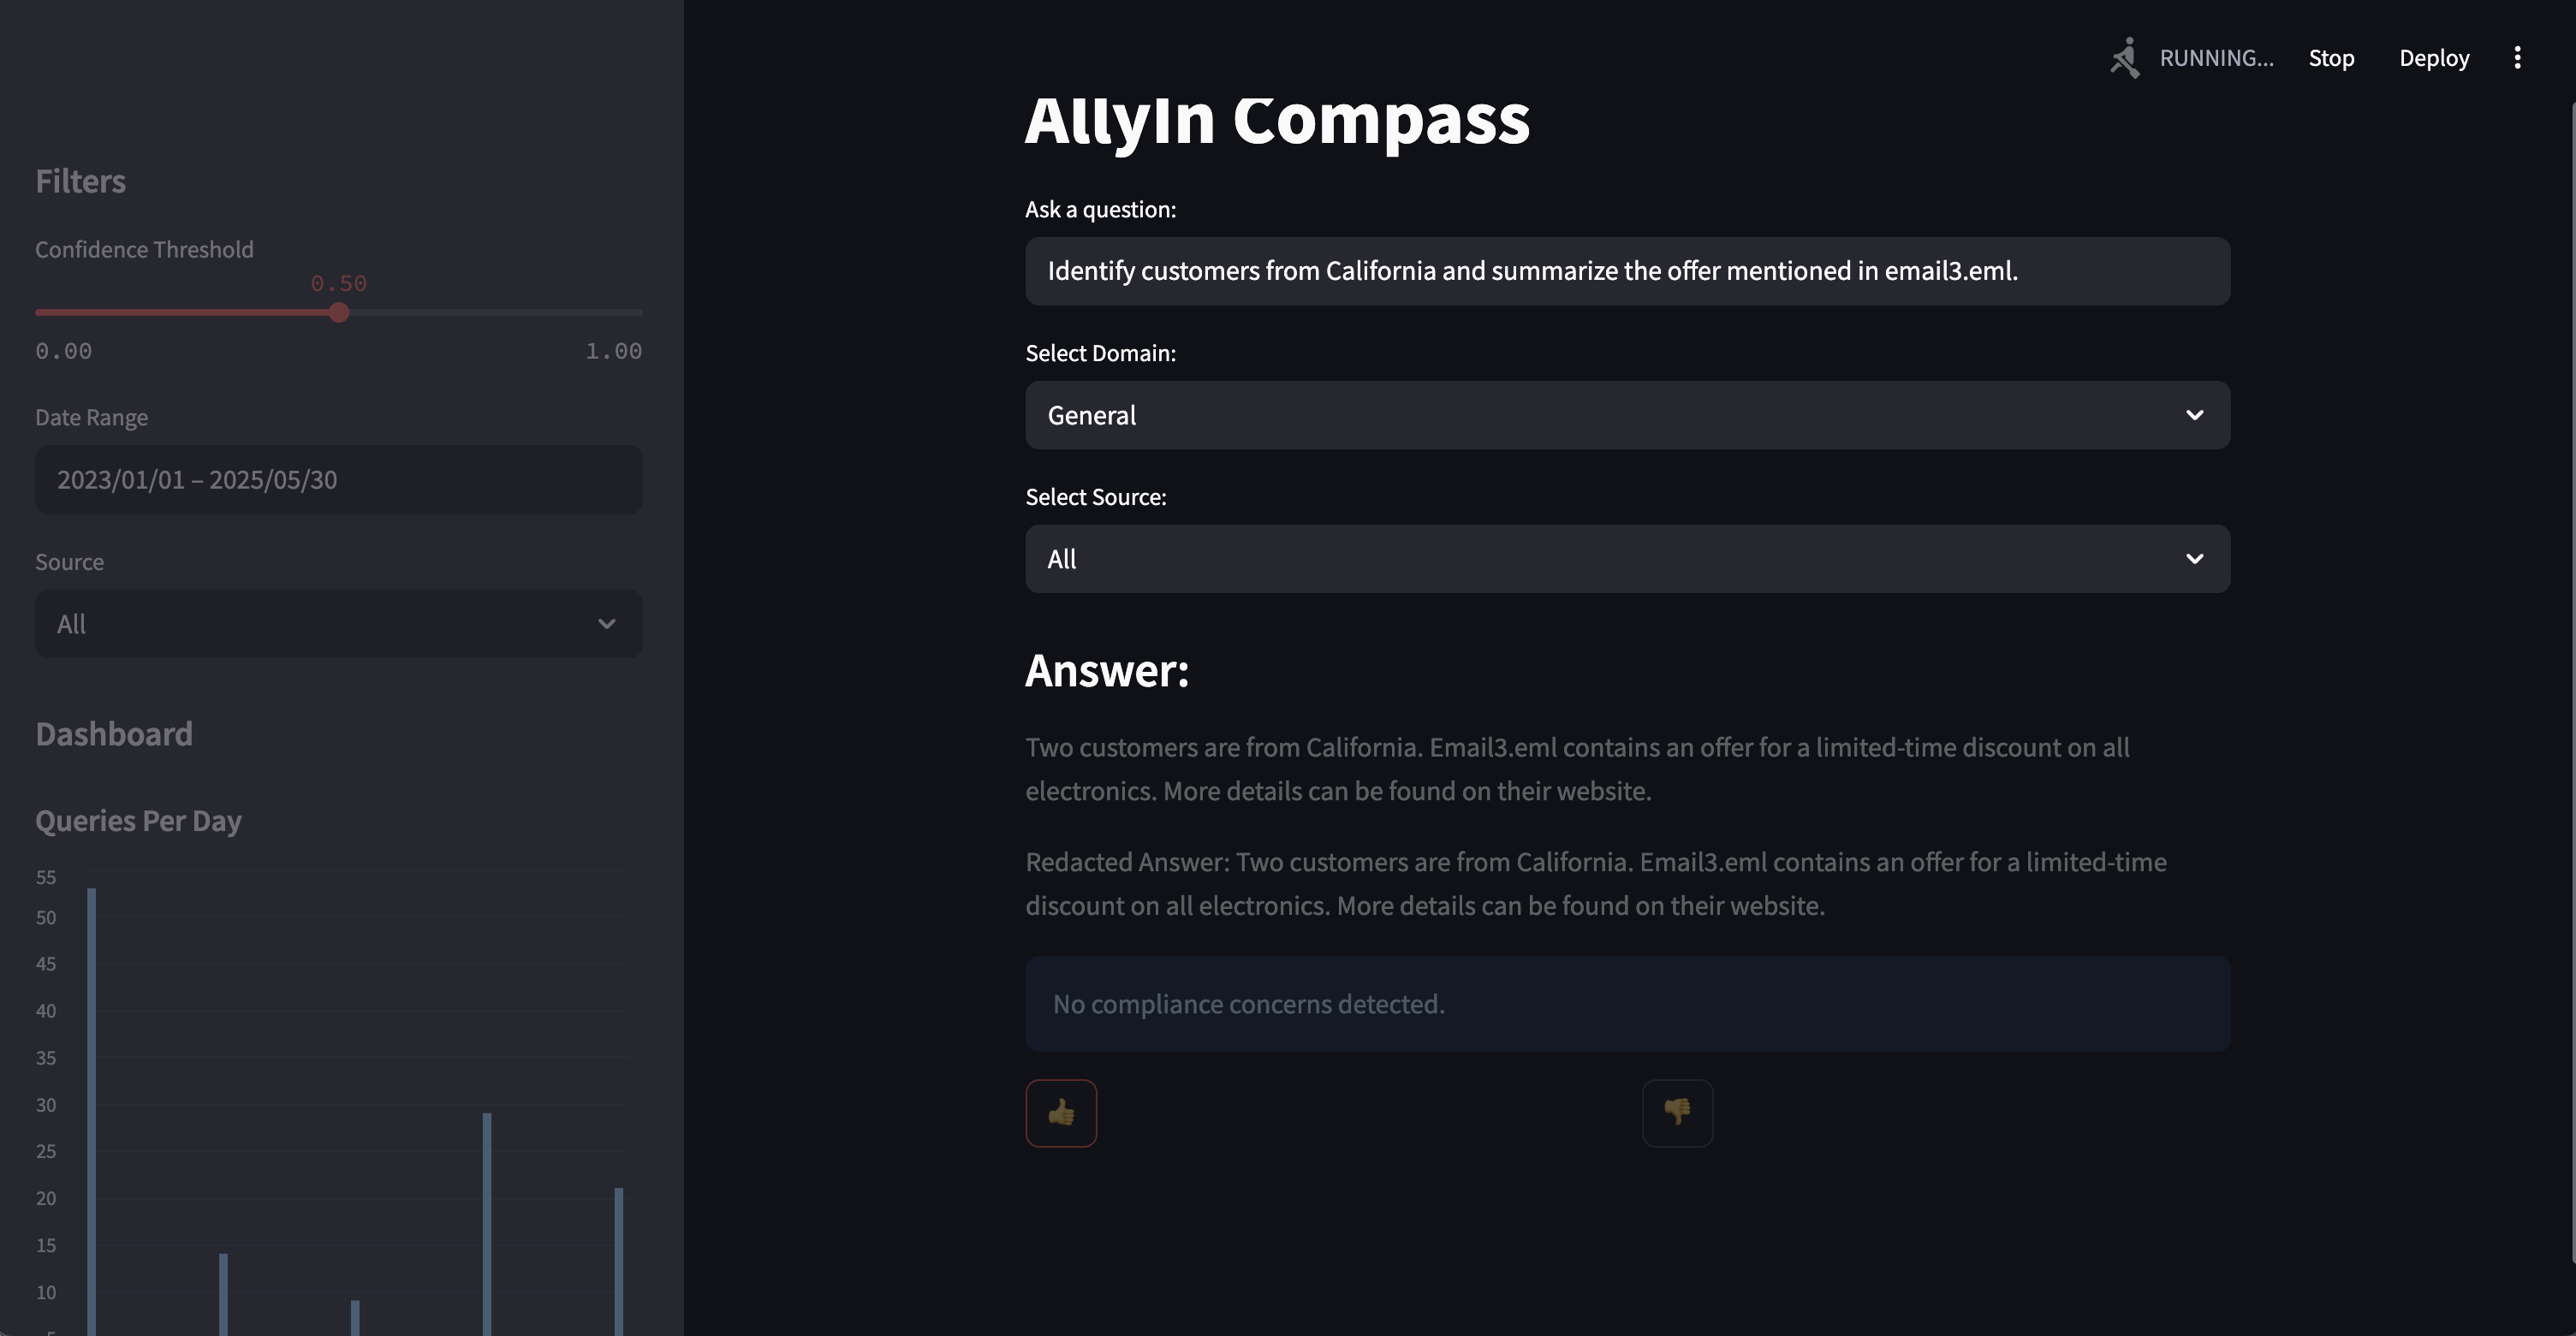 RUNNING...
Stop
Deploy
Filters
Confidence Threshold
0.50
0.00
1.00
Date Range
2023/01/01 – 2025/05/30
Source
All
Dashboard
Queries Per Day
55
50
45
40
35
30
25
20
15
10
AllyIn Compass
Ask a question:
Identify customers from California and summarize the offer mentioned in email3.eml.
Select Domain:
General
Select Source:
All
Answer:
Two customers are from California. Email3.eml contains an offer for a limited-time discount on all
electronics. More details can be found on their website.
Redacted Answer: Two customers are from California. Email3.eml contains an offer for a limited-time
discount on all electronics. More details can be found on their website.
No compliance concerns detected.